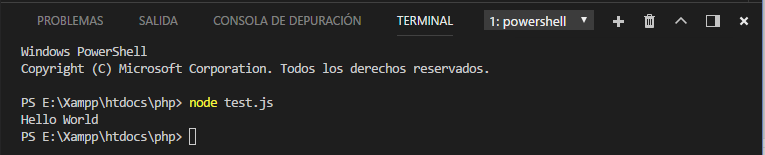 PROBLEMAS SALIDA CONSOLA DE DEPURACIÓN TERMINAL 1: powershell
Windows PowerShell
Copyright (C) Microsoft Corporation. Todos los derechos reservados.
PS E:\Xampp\htdocs\php> node test.js
Hello World
PS E:\Xampp\htdocs\php>